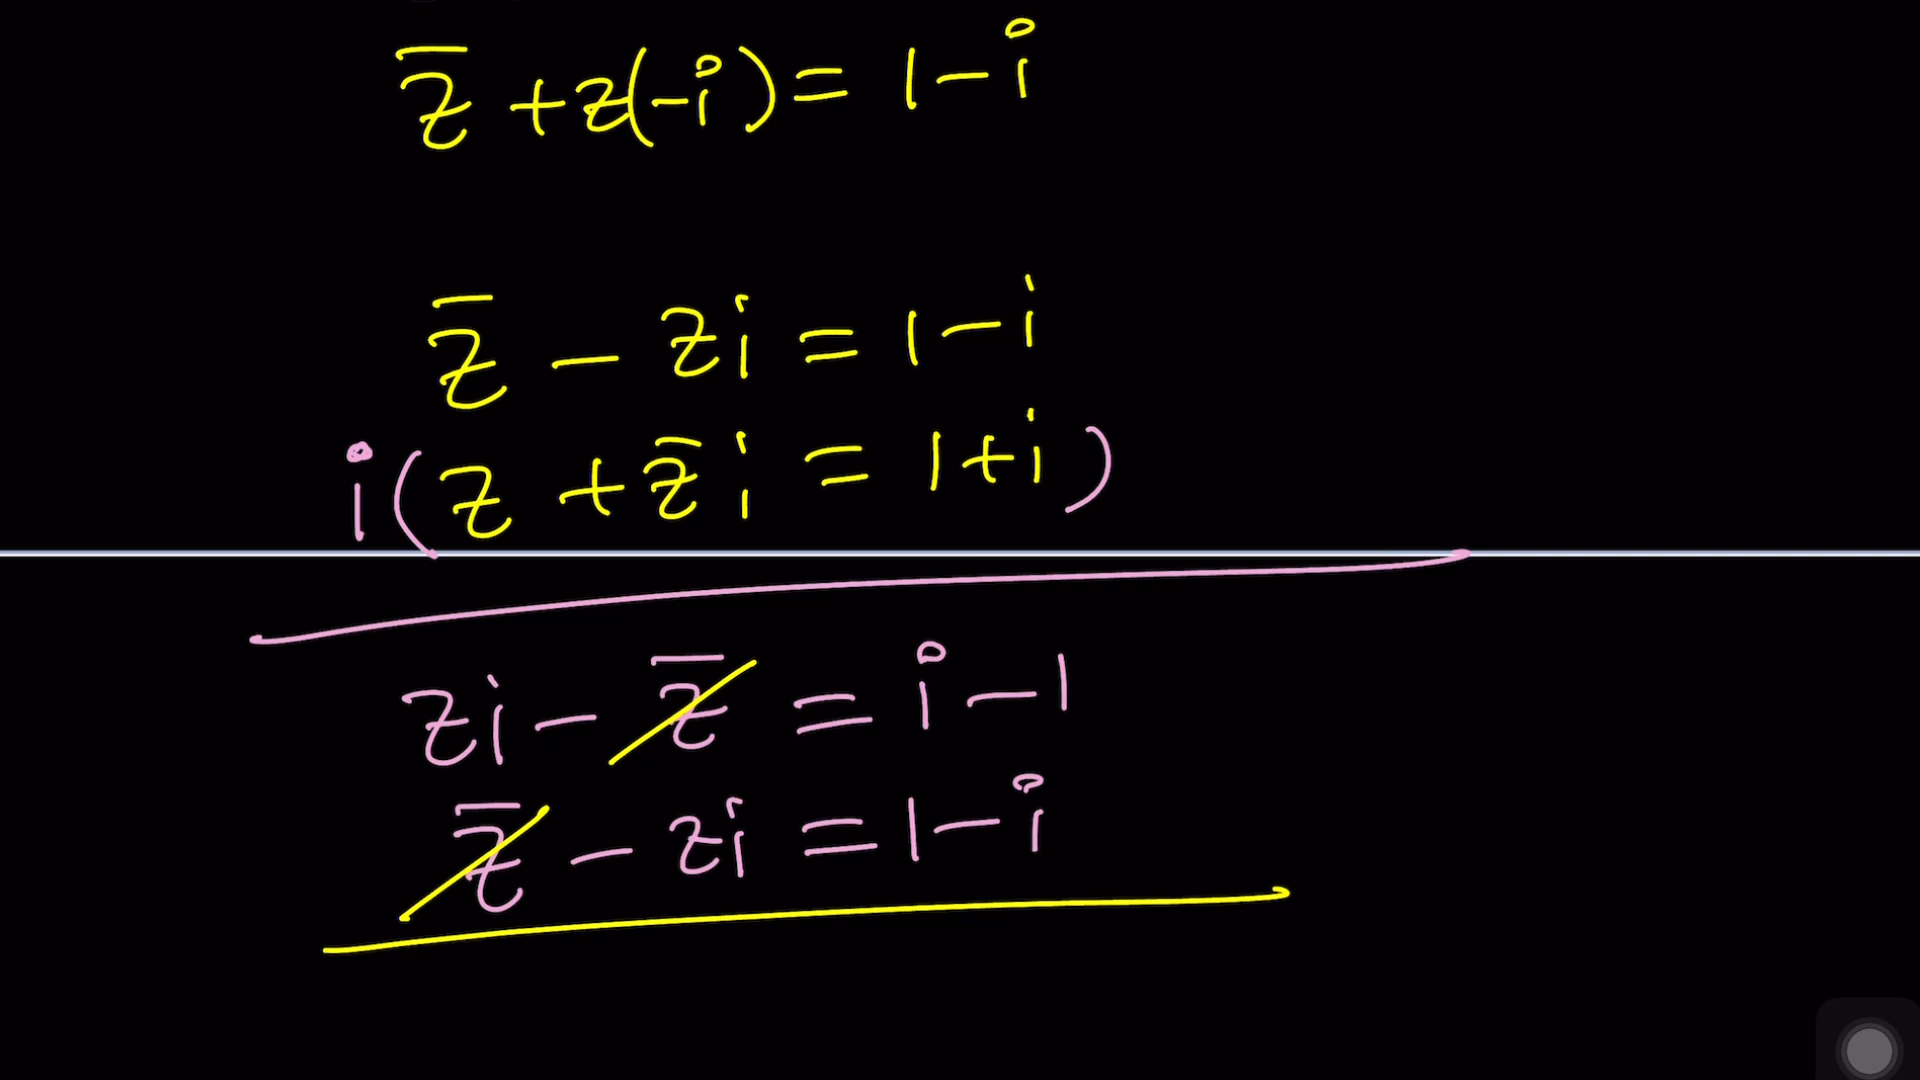 z̅ + z(-i) = 1 - i
z̅ - zi = 1 - i
i(z + z̅i = 1 + i)
zi - z̅ = i - 1
z̅ - zi = 1 - i